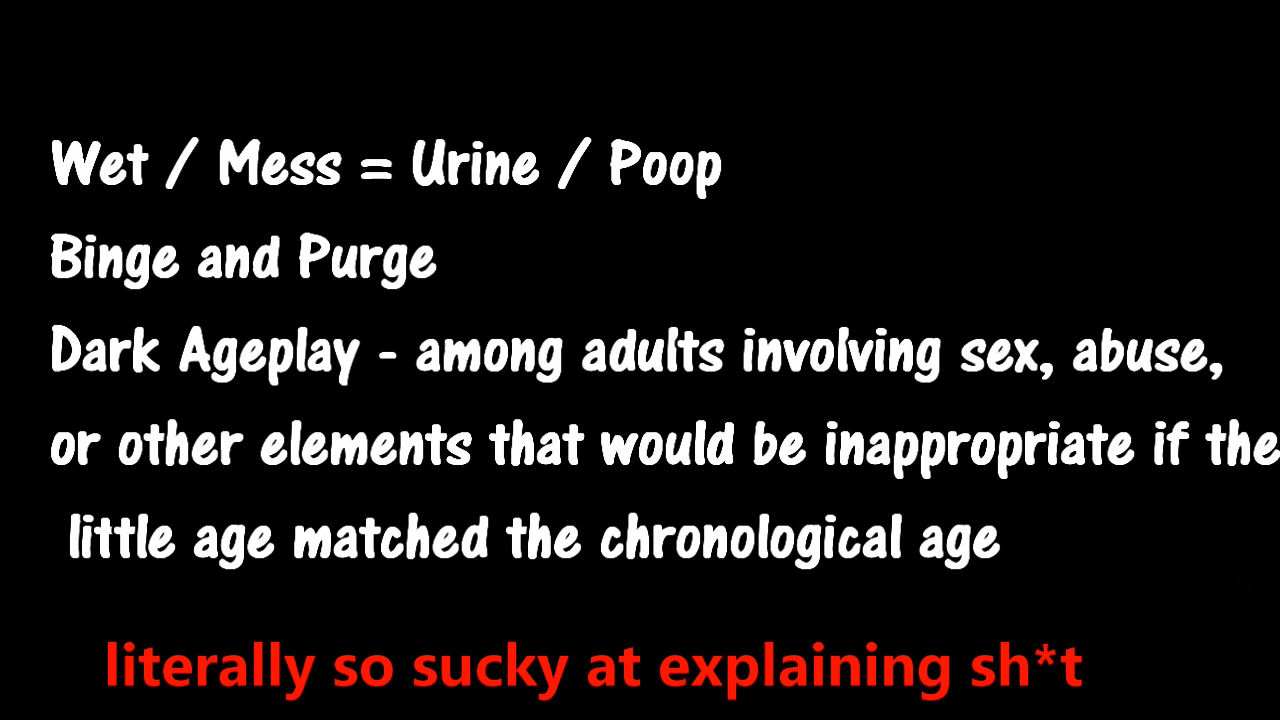 Wet / Mess = Urine / Poop
Binge and Purge
Dark Ageplay - among adults involving sex, abuse,
or other elements that would be inappropriate if the
little age matched the chronological age
literally so sucky at explaining sh*t